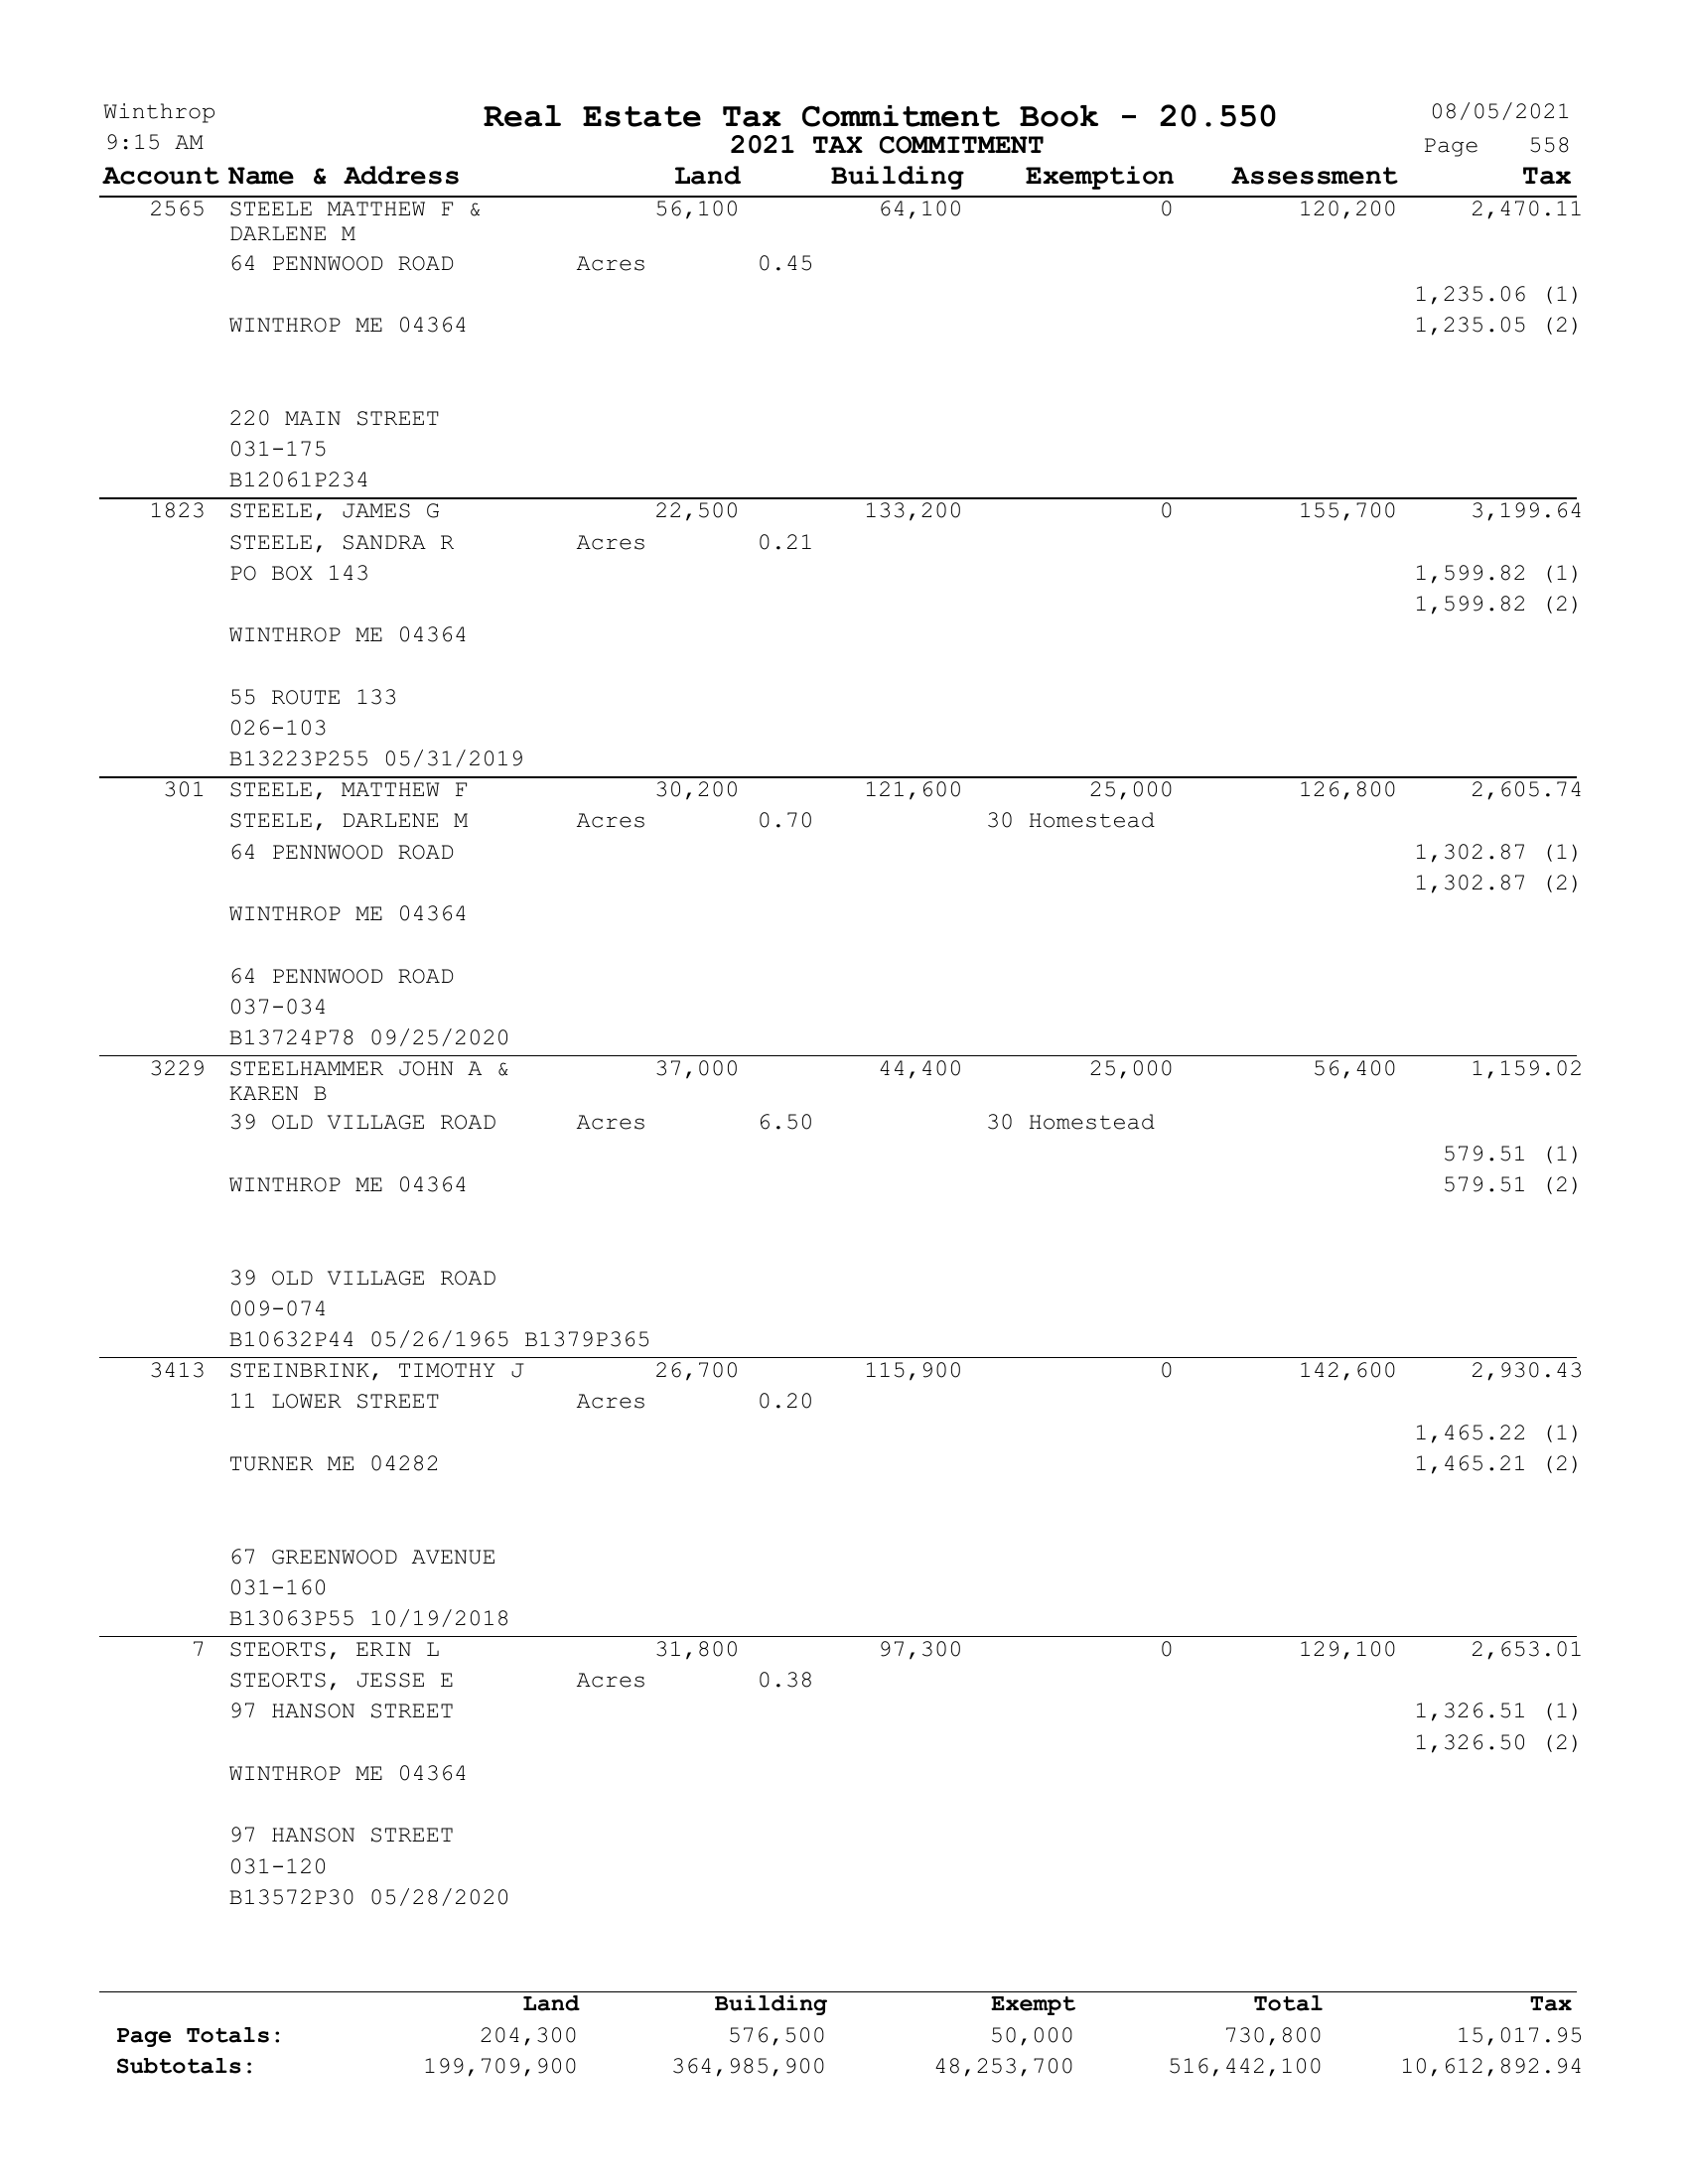 Winthrop Real Estate Tax Commitment Book - 20.550 08/05/2021
9:15 AM 2021 TAX COMMITMENT Page 558
Account Name & Address Land Building Exemption Assessment Tax
2565 STEELE MATTHEW F & 56,100 64,100 0 120,200 2,470.11
DARLENE M
64 PENNWOOD ROAD Acres 0.45
1,235.06 (1)
WINTHROP ME 04364 1,235.05 (2)
220 MAIN STREET
031-175
B12061P234
1823 STEELE, JAMES G 22,500 133,200 0 155,700 3,199.64
STEELE, SANDRA R Acres 0.21
PO BOX 143 1,599.82 (1)
1,599.82 (2)
WINTHROP ME 04364
55 ROUTE 133
026-103
B13223P255 05/31/2019
301 STEELE, MATTHEW F 30,200 121,600 25,000 126,800 2,605.74
STEELE, DARLENE M Acres 0.70 30 Homestead
64 PENNWOOD ROAD 1,302.87 (1)
1,302.87 (2)
WINTHROP ME 04364
64 PENNWOOD ROAD
037-034
B13724P78 09/25/2020
3229 STEELHAMMER JOHN A & 37,000 44,400 25,000 56,400 1,159.02
KAREN B
39 OLD VILLAGE ROAD Acres 6.50 30 Homestead
579.51 (1)
WINTHROP ME 04364 579.51 (2)
39 OLD VILLAGE ROAD
009-074
B10632P44 05/26/1965 B1379P365
3413 STEINBRINK, TIMOTHY J 26,700 115,900 0 142,600 2,930.43
11 LOWER STREET Acres 0.20
1,465.22 (1)
TURNER ME 04282 1,465.21 (2)
67 GREENWOOD AVENUE
031-160
B13063P55 10/19/2018
7 STEORTS, ERIN L 31,800 97,300 0 129,100 2,653.01
STEORTS, JESSE E Acres 0.38
97 HANSON STREET 1,326.51 (1)
1,326.50 (2)
WINTHROP ME 04364
97 HANSON STREET
031-120
B13572P30 05/28/2020
Land Building Exempt Total Tax
Page Totals: 204,300 576,500 50,000 730,800 15,017.95
Subtotals: 199,709,900 364,985,900 48,253,700 516,442,100 10,612,892.94